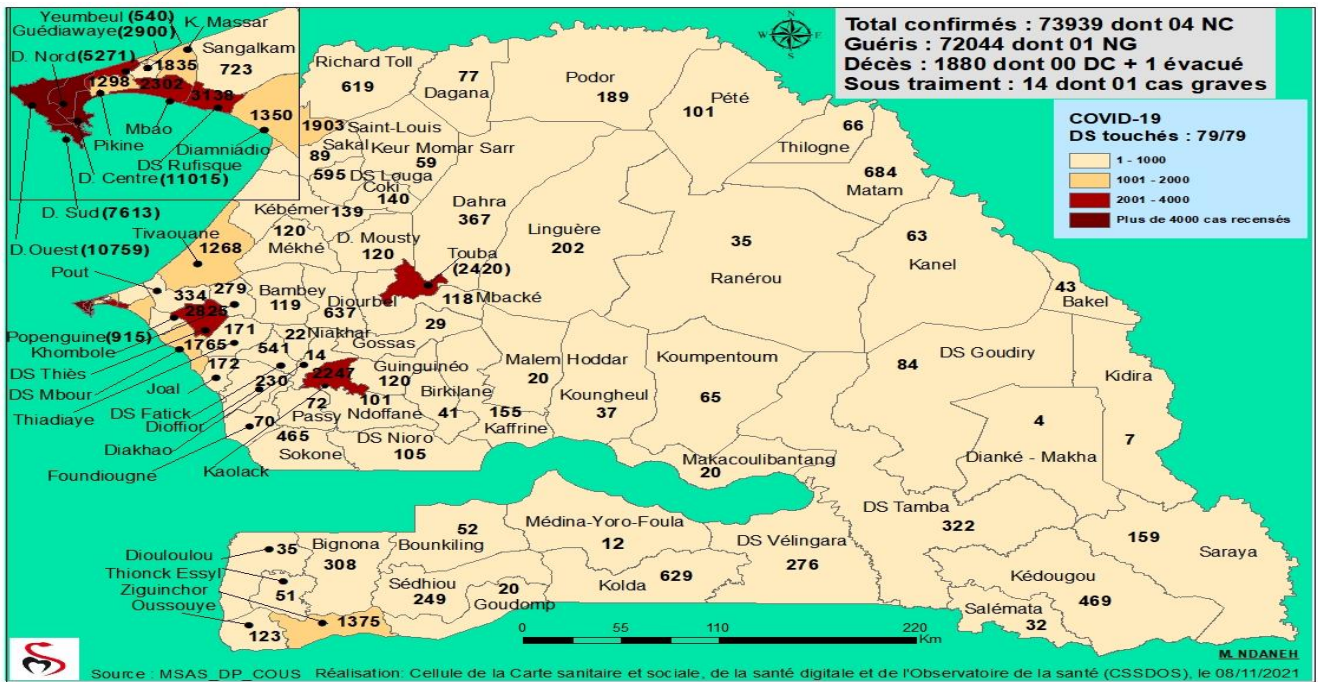 Total confirmés : 73939 dont 04 NC
Guéris : 72044 dont 01 NG
Décès : 1880 dont 00 DC + 1 évacué
Sous traiment : 14 dont 01 cas graves
COVID-19
DS touchés : 79/79
1 - 1000
1001 - 2000
2001 - 4000
Plus de 4000 cas recensés
N
W E
S
Yeumbeul (540)
K. Massar
Guédiawaye (2900)
Sangalkam
723
D. Nord (5271)
1835
1298
2302
3138
1350
Mbao
Pikine
Diamniadio
DS Rufisque
D. Centre (11015)
D. Sud (7613)
D.Ouest (10759)
Richard Toll
619
77
Dagana
Podor
189
Pété
101
66
Thilogne
684
Matam
1903
Saint-Louis
Sakal
89
Keur Momar Sarr
59
595
DS Louga
Coki
140
Kébémer
139
Dahra
367
Linguère
202
35
Ranérou
63
Kanel
43
Bakel
Tivaouane
1268
120
Mékhé
D. Mousty
120
Touba
(2420)
118
Mbacké
Pout
334
279
Bambey
119
Diourbel
637
2825
Popenguine (915)
Khombole
171
22
Niakhar
Gossas
29
DS Thiès
1765
541
14
DS Mbour
172
Joal
2247
Guinguinéo
120
Thiadiaye
230
101
DS Fatick
Dioffior
72
Passy
Ndoffane
Birkilane
41
Malem Hoddar
20
155
Kaffrine
Koungheul
37
Koumpentoum
65
84
DS Goudiry
Kidira
4
Dianké - Makha
7
Diakhao
70
465
Sokone
DS Nioro
105
Foundiougne
Kaolack
Makacoulibantang
20
DS Tamba
322
159
Saraya
Kédougou
469
Salémata
32
Médina-Yoro-Foula
12
DS Vélingara
276
52
Bounkiling
Bignona
308
Diouloulou
35
Thionck Essyl
51
Ziguinchor
Oussouye
123
1375
Sédhiou
249
20
Goudomp
Kolda
629
0 55 110 220
Km
M. NDANEH
Source : MSAS_DP_COUS Réalisation: Cellule de la Carte sanitaire et sociale, de la santé digitale et de l'Observatoire de la santé (CSSDOS), le 08/11/2021